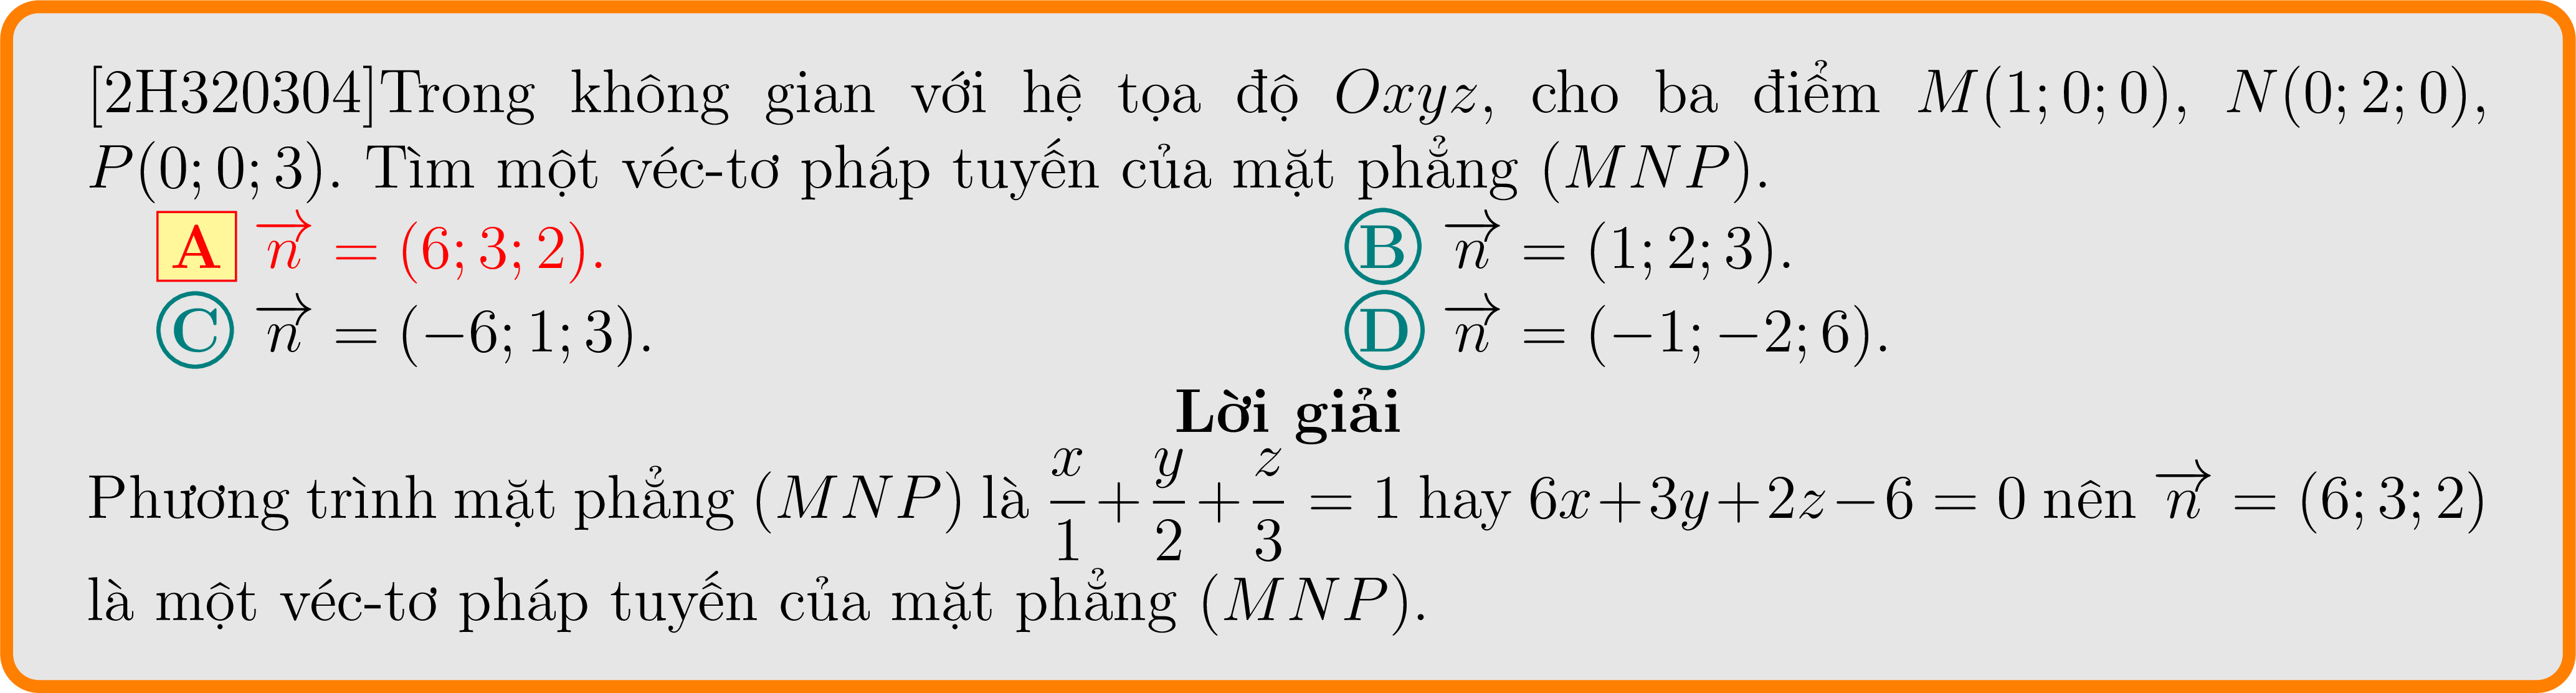 [2H320304]Trong không gian với hệ tọa độ Oxyz, cho ba điểm M(1; 0; 0), N(0; 2; 0),
P(0; 0; 3). Tìm một véc-tơ pháp tuyến của mặt phẳng (MNP).
A $\overrightarrow{n}$ = (6; 3; 2). B $\overrightarrow{n}$ = (1; 2; 3).
C $\overrightarrow{n}$ = (−6; 1; 3). D $\overrightarrow{n}$ = (−1; −2; 6).
Lời giải
Phương trình mặt phẳng (MNP) là $\dfrac{x}{1}+\dfrac{y}{2}+\dfrac{z}{3}$ = 1 hay 6x+3y+2z−6 = 0 nên $\overrightarrow{n}$ = (6; 3; 2)
là một véc-tơ pháp tuyến của mặt phẳng (MNP).